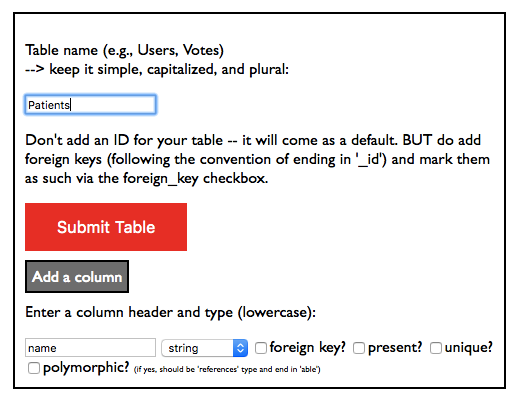 Table name (e.g., Users, Votes)
--> keep it simple, capitalized, and plural:
Patients
Don't add an ID for your table -- it will come as a default. BUT do add
foreign keys (following the convention of ending in '_id') and mark them
as such via the foreign_key checkbox.
Submit Table
Add a column
Enter a column header and type (lowercase):
name string foreign key? present? unique?
polymorphic? (if yes, should be 'references' type and end in 'able')